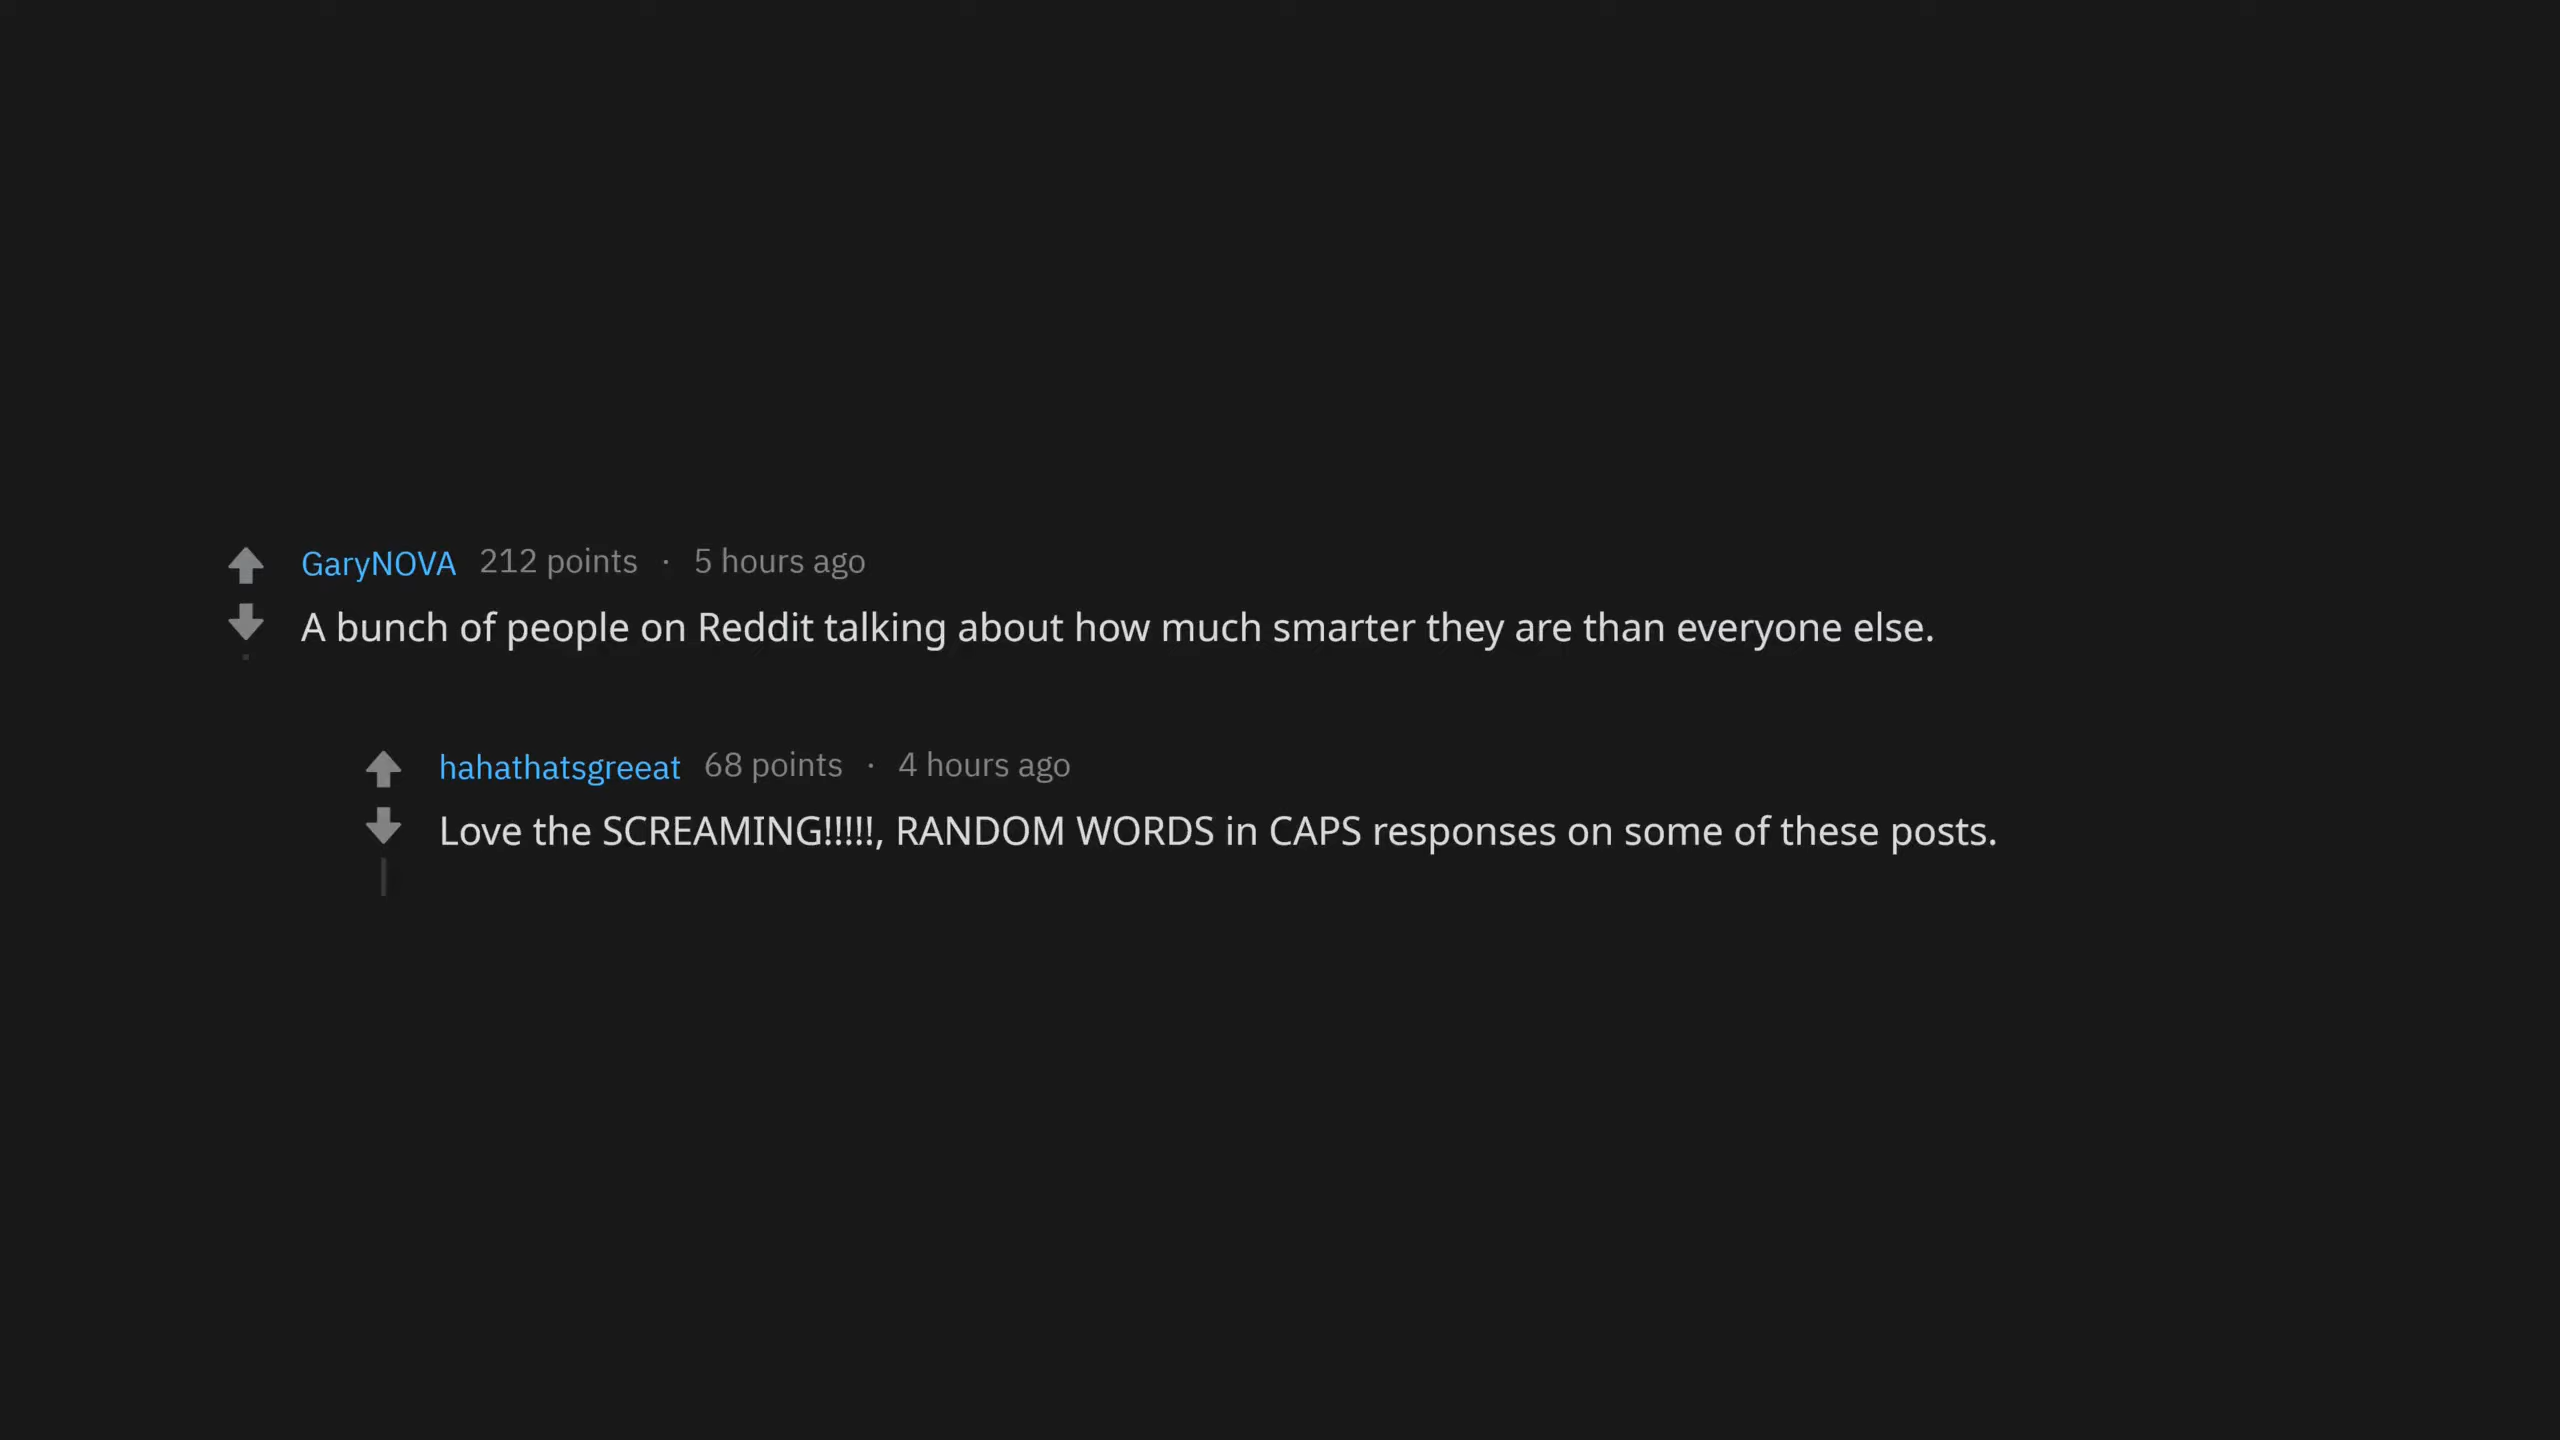 GaryNOVA 212 points · 5 hours ago
A bunch of people on Reddit talking about how much smarter they are than everyone else.
hahathatsgreeat 68 points · 4 hours ago
Love the SCREAMING!!!!!, RANDOM WORDS in CAPS responses on some of these posts.